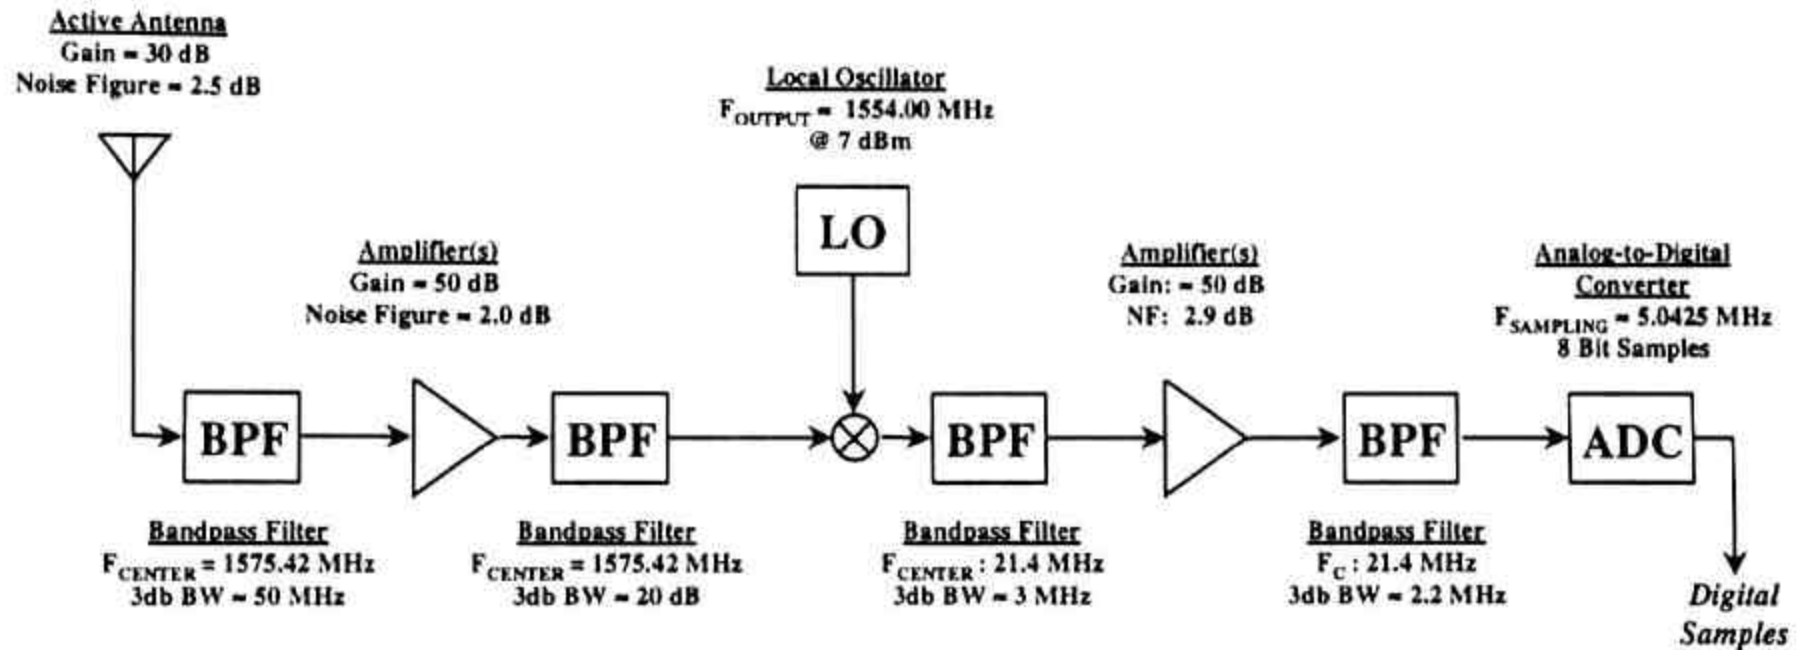 Active Antenna
Gain = 30 dB
Noise Figure = 2.5 dB
Local Oscillator
FOUTPUT = 1554.00 MHz
@ 7 dBm
LO
Amplifier(s)
Gain = 50 dB
Noise Figure = 2.0 dB
Amplifier(s)
Gain: = 50 dB
NF: 2.9 dB
Analog-to-Digital
Converter
FSAMPLING = 5.0425 MHz
8 Bit Samples
BPF
BPF
BPF
BPF
ADC
Bandpass Filter
FCENTER = 1575.42 MHz
3db BW = 50 MHz
Bandpass Filter
FCENTER = 1575.42 MHz
3db BW = 20 dB
Bandpass Filter
FCENTER : 21.4 MHz
3db BW = 3 MHz
Bandpass Filter
FC : 21.4 MHz
3db BW = 2.2 MHz
Digital
Samples